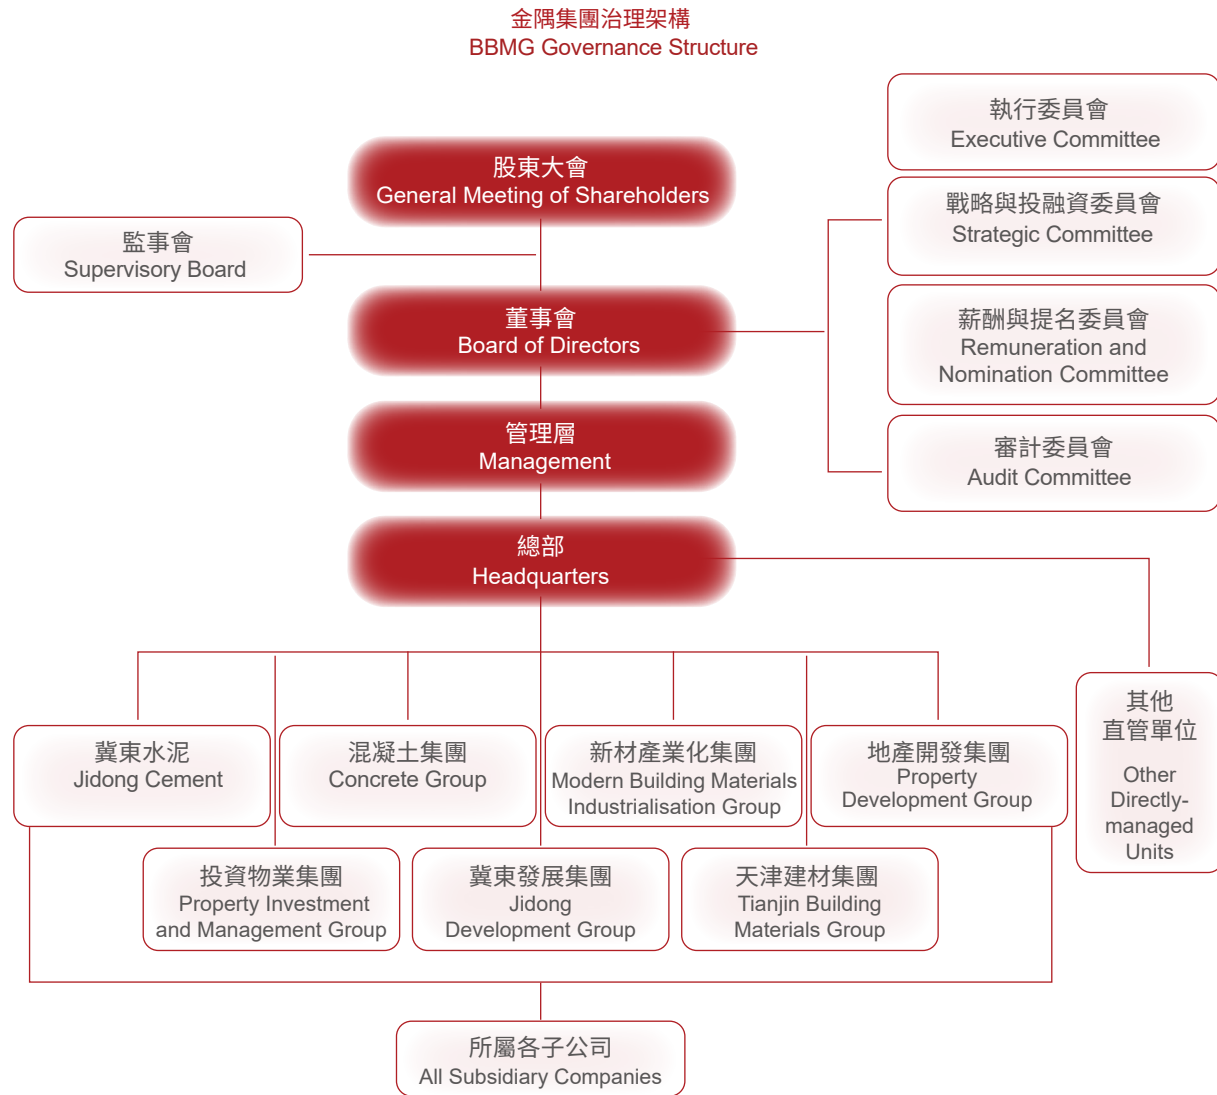 金隅集團治理架構
BBMG Governance Structure
執行委員會
Executive Committee
股東大會
General Meeting of Shareholders
戰略與投融資委員會
Strategic Committee
監事會
Supervisory Board
董事會
Board of Directors
薪酬與提名委員會
Remuneration and
Nomination Committee
管理層
Management
審計委員會
Audit Committee
總部
Headquarters
冀東水泥
Jidong Cement
混凝土集團
Concrete Group
新材產業化集團
Modern Building Materials
Industrialisation Group
地產開發集團
Property
Development Group
其他
直管單位
Other
Directly-
managed
Units
投資物業集團
Property Investment
and Management Group
冀東發展集團
Jidong
Development Group
天津建材集團
Tianjin Building
Materials Group
所屬各子公司
All Subsidiary Companies